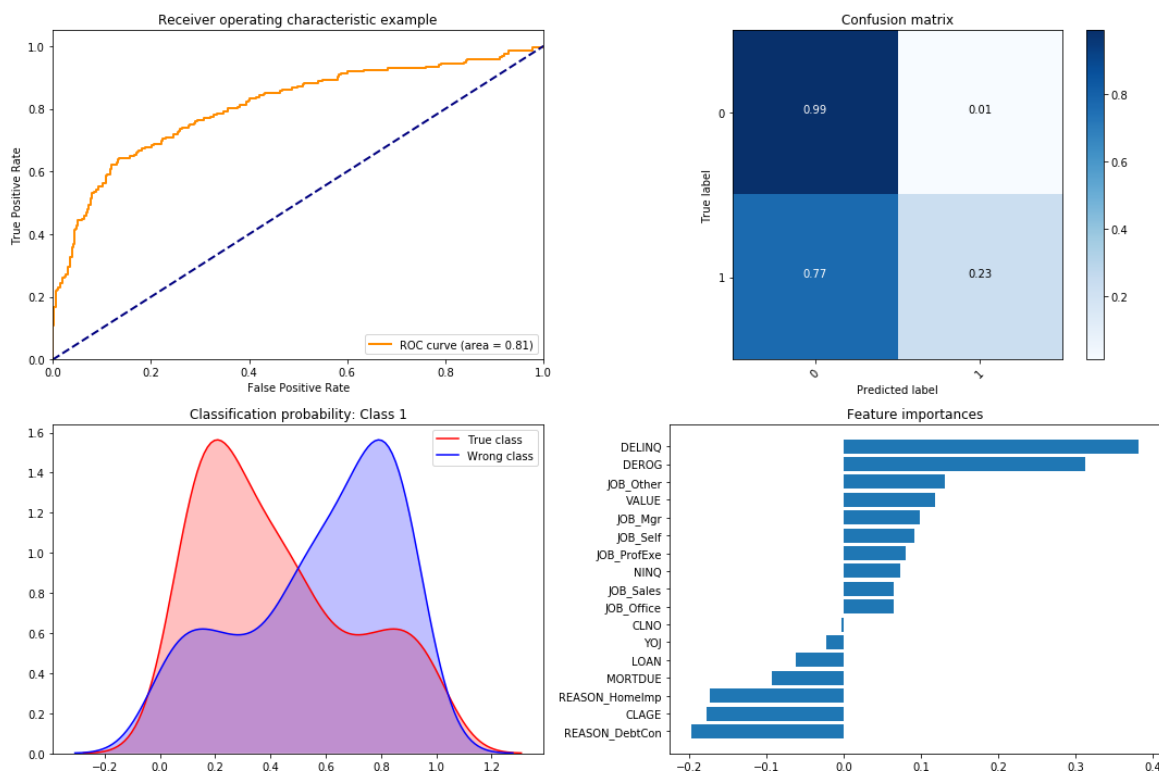 Receiver operating characteristic example
1.0
0.8
0.6
0.4
0.2
0.0
True Positive Rate
0.0 0.2 0.4 0.6 0.8 1.0
False Positive Rate
ROC curve (area = 0.81)
Confusion matrix
0
1
True label
0.99 0.01
0.77 0.23
0 1
Predicted label
0.8
0.6
0.4
0.2
Classification probability: Class 1
1.6
1.4
1.2
1.0
0.8
0.6
0.4
0.2
0.0
−0.2 0.0 0.2 0.4 0.6 0.8 1.0 1.2
True class
Wrong class
Feature importances
DELINQ
DEROG
JOB_Other
VALUE
JOB_Mgr
JOB_Self
JOB_ProfExe
NINQ
JOB_Sales
JOB_Office
CLNO
YOJ
LOAN
MORTDUE
REASON_HomeImp
CLAGE
REASON_DebtCon
−0.2 −0.1 0.0 0.1 0.2 0.3 0.4